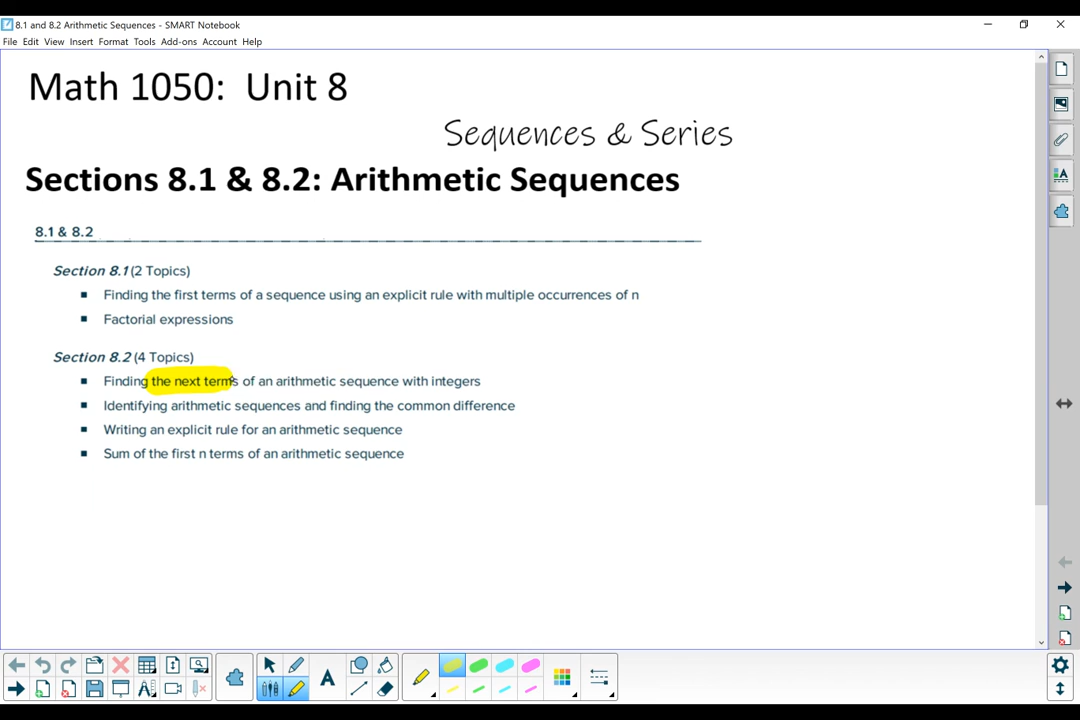 8.1 and 8.2 Arithmetic Sequences - SMART Notebook
File Edit View Insert Format Tools Add-ons Account Help
Math 1050: Unit 8
Sequences & Series
Sections 8.1 & 8.2: Arithmetic Sequences
8.1 & 8.2
Section 8.1 (2 Topics)
▪ Finding the first terms of a sequence using an explicit rule with multiple occurrences of n
▪ Factorial expressions
Section 8.2 (4 Topics)
▪ Finding the next terms of an arithmetic sequence with integers
▪ Identifying arithmetic sequences and finding the common difference
▪ Writing an explicit rule for an arithmetic sequence
▪ Sum of the first n terms of an arithmetic sequence